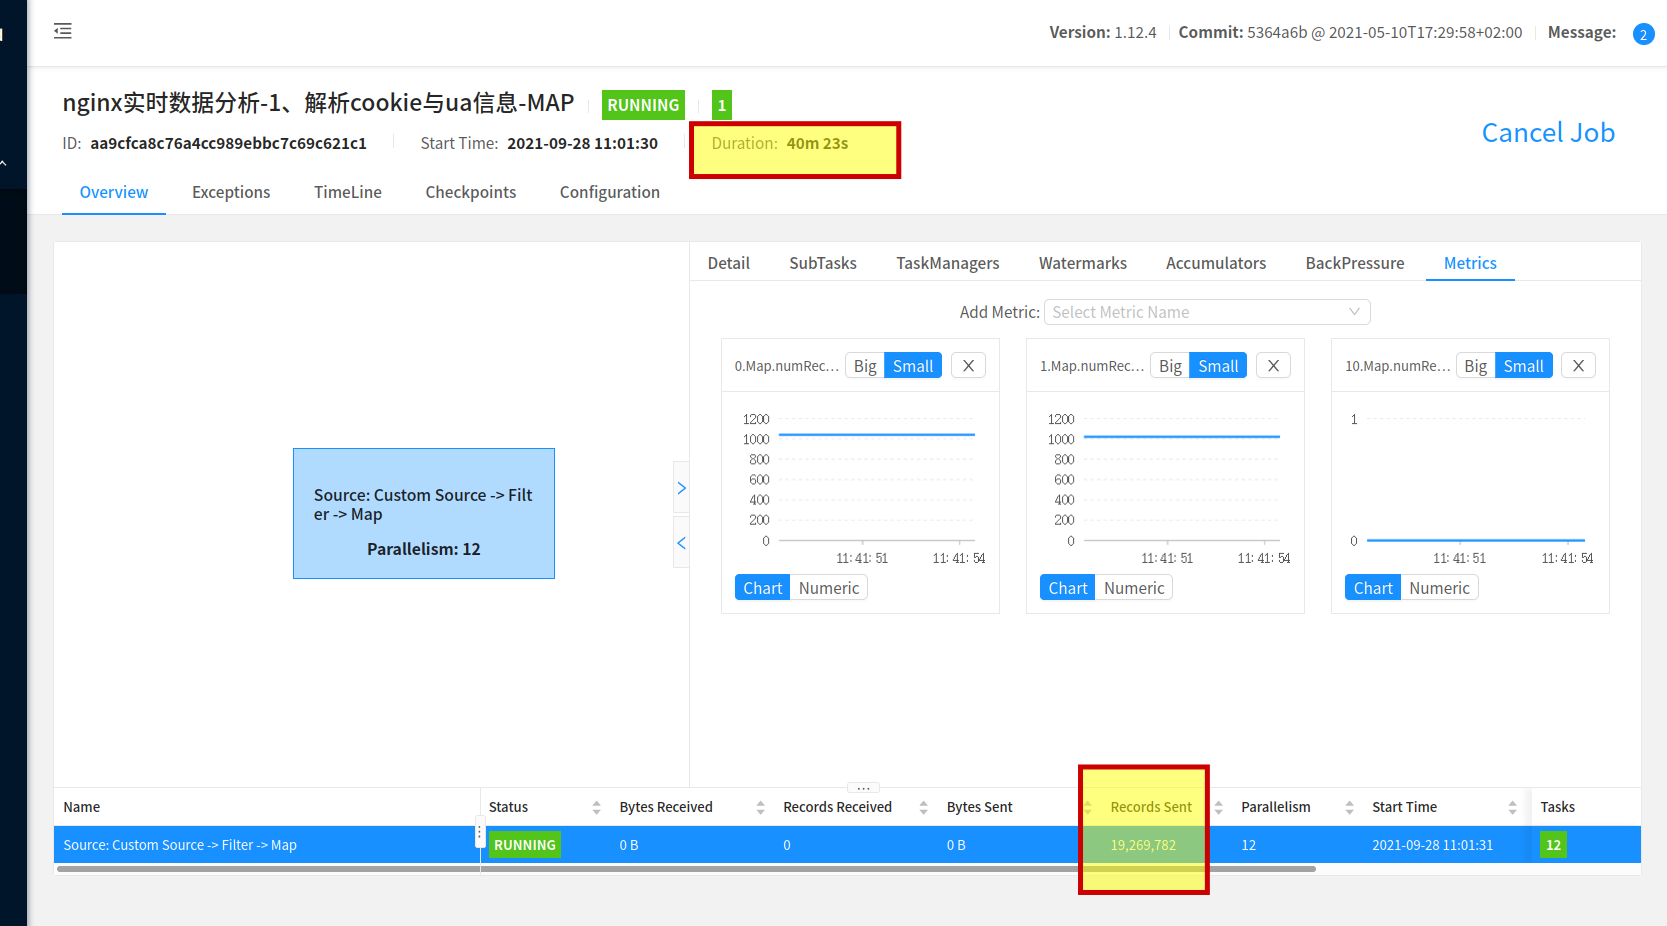 Version: 1.12.4 Commit: 5364a6b @ 2021-05-10T17:29:58+02:00 Message: 2
nginx实时数据分析-1、解析cookie与ua信息-MAP RUNNING 1
ID: aa9cfca8c76a4cc989ebbc7c69c621c1 Start Time: 2021-09-28 11:01:30 Duration: 40m 23s
Cancel Job
Overview Exceptions TimeLine Checkpoints Configuration
Detail SubTasks TaskManagers Watermarks Accumulators BackPressure Metrics
Add Metric: Select Metric Name
0.Map.numRec... Big Small X
1200
1000
800
600
400
200
0
11:41:51 11:41:54
Chart Numeric
1.Map.numRec... Big Small X
1200
1000
800
600
400
200
0
11:41:51 11:41:54
Chart Numeric
10.Map.numRe... Big Small X
1
0
11:41:51 11:41:54
Chart Numeric
Source: Custom Source -> Filt
er -> Map
Parallelism: 12
Name Status Bytes Received Records Received Bytes Sent Records Sent Parallelism Start Time Tasks
Source: Custom Source -> Filter -> Map RUNNING 0 B 0 0 B 19,269,782 12 2021-09-28 11:01:31 12